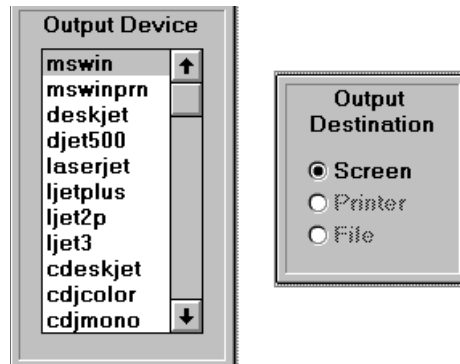 Output Device
mswin
mswinprn
deskjet
djet500
laserjet
ljetplus
ljet2p
ljet3
cdeskjet
cdjcolor
cdjmono
Output
Destination
Screen
Printer
File